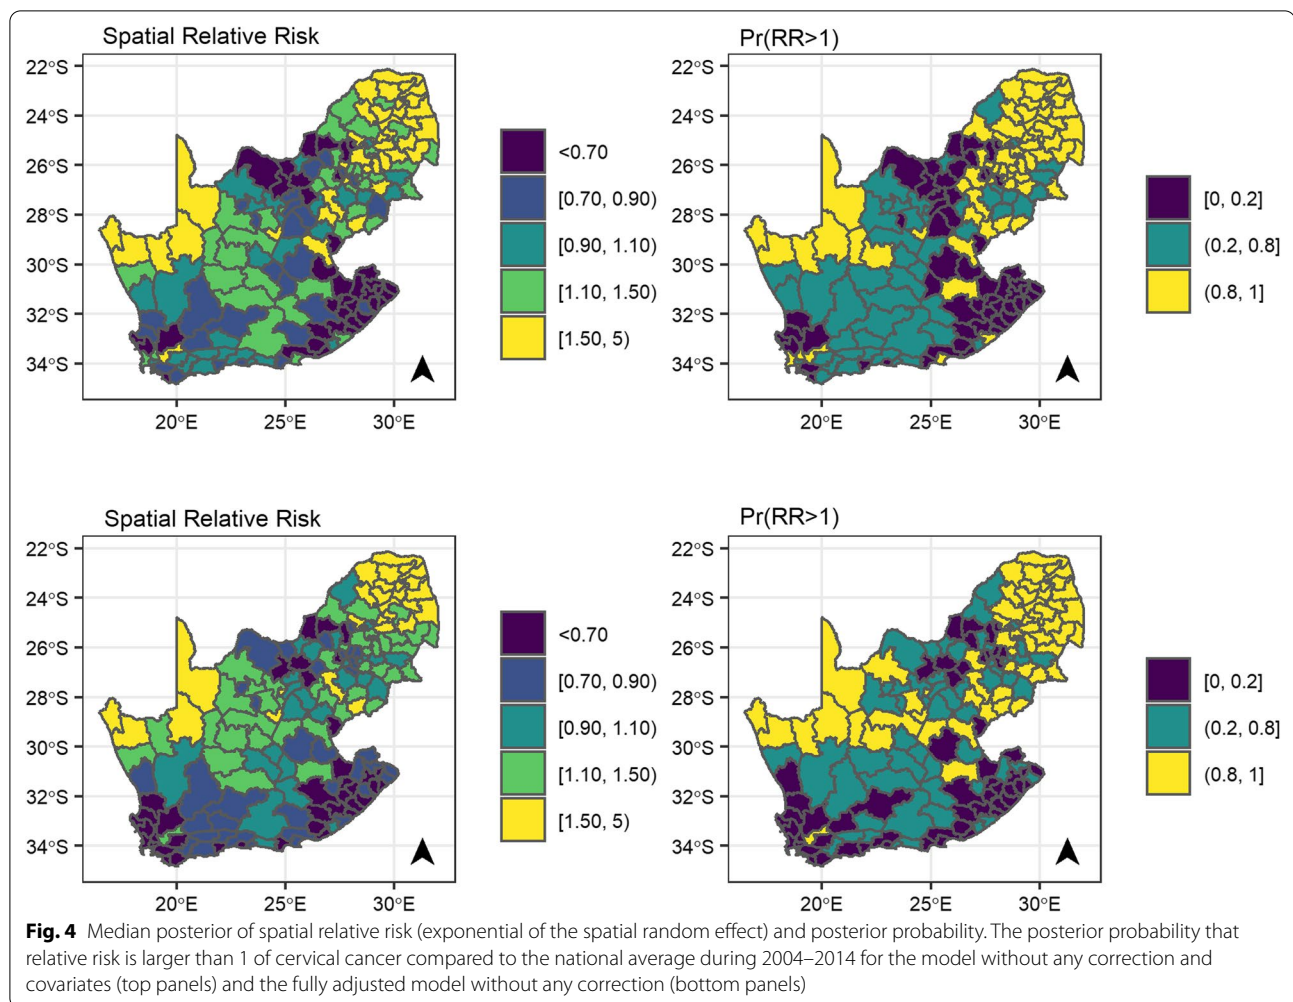 Spatial Relative Risk
22°S
24°S
26°S
28°S
30°S
32°S
34°S
20°E 25°E 30°E
<0.70
[0.70, 0.90)
[0.90, 1.10)
[1.10, 1.50)
[1.50, 5)
Pr(RR>1)
22°S
24°S
26°S
28°S
30°S
32°S
34°S
20°E 25°E 30°E
[0, 0.2]
(0.2, 0.8]
(0.8, 1]
Spatial Relative Risk
22°S
24°S
26°S
28°S
30°S
32°S
34°S
20°E 25°E 30°E
<0.70
[0.70, 0.90)
[0.90, 1.10)
[1.10, 1.50)
[1.50, 5)
Pr(RR>1)
22°S
24°S
26°S
28°S
30°S
32°S
34°S
20°E 25°E 30°E
[0, 0.2]
(0.2, 0.8]
(0.8, 1]
Fig. 4 Median posterior of spatial relative risk (exponential of the spatial random effect) and posterior probability. The posterior probability that
relative risk is larger than 1 of cervical cancer compared to the national average during 2004–2014 for the model without any correction and
covariates (top panels) and the fully adjusted model without any correction (bottom panels)